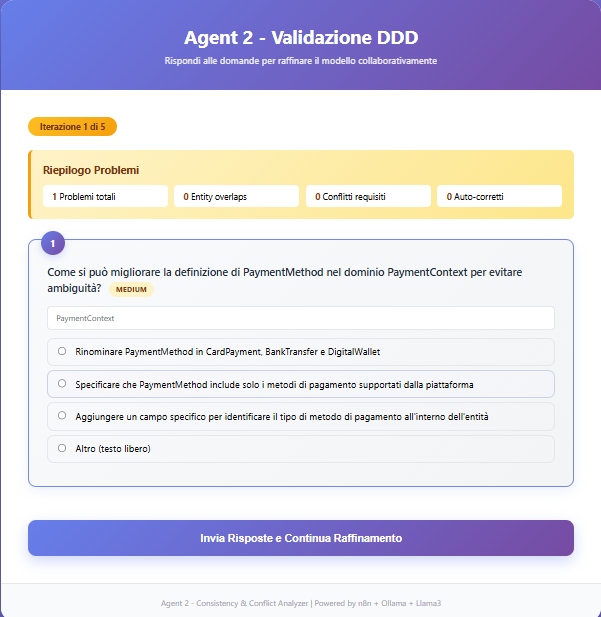 Agent 2 - Validazione DDD
Rispondi alle domande per raffinare il modello collaborativamente
Iterazione 1 di 5
Riepilogo Problemi
1 Problemi totali
0 Entity overlaps
0 Conflitti requisiti
0 Auto-corretti
1
Come si può migliorare la definizione di PaymentMethod nel dominio PaymentContext per evitare
ambiguità? MEDIUM
PaymentContext
Rinominare PaymentMethod in CardPayment, BankTransfer e DigitalWallet
Specificare che PaymentMethod include solo i metodi di pagamento supportati dalla piattaforma
Aggiungere un campo specifico per identificare il tipo di metodo di pagamento all'interno dell'entità
Altro (testo libero)
Invia Risposte e Continua Raffinamento
Agent 2 - Consistency & Conflict Analyzer | Powered by n8n + Ollama + Llama3